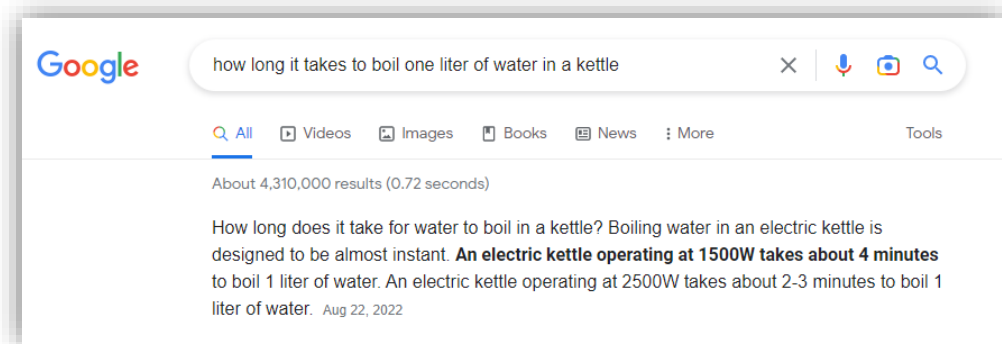 Google
how long it takes to boil one liter of water in a kettle
All Videos Images Books News More Tools
About 4,310,000 results (0.72 seconds)
How long does it take for water to boil in a kettle? Boiling water in an electric kettle is
designed to be almost instant. An electric kettle operating at 1500W takes about 4 minutes
to boil 1 liter of water. An electric kettle operating at 2500W takes about 2-3 minutes to boil 1
liter of water. Aug 22, 2022